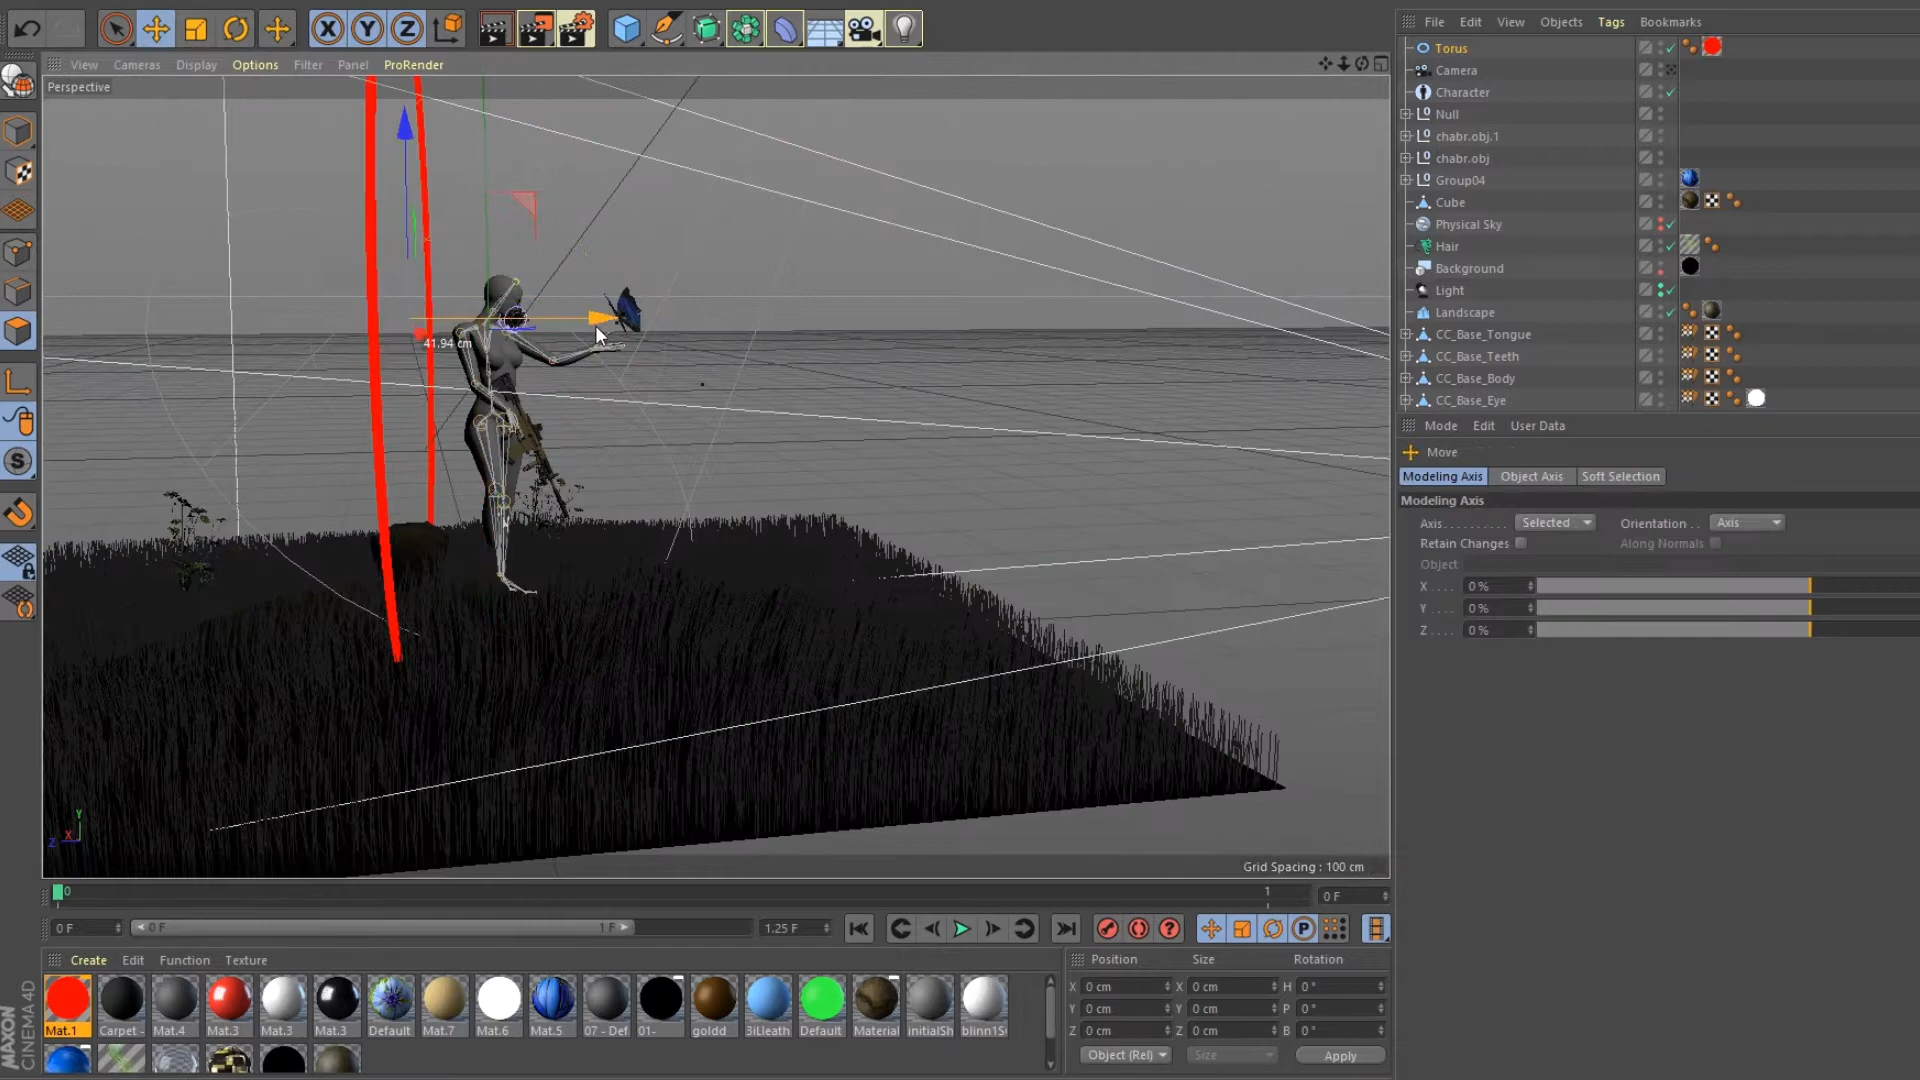 X Y Z
File Edit View Objects Tags Bookmarks
View Cameras Display Options Filter Panel ProRender
Perspective
Torus
Camera
Character
Null
chabr.obj.1
chabr.obj
Group04
Cube
Physical Sky
Hair
Background
Light
Landscape
CC_Base_Tongue
CC_Base_Teeth
CC_Base_Body
CC_Base_Eye
41.94 cm
Mode Edit User Data
Move
Modeling Axis Object Axis Soft Selection
Modeling Axis
Axis Selected Orientation Axis
Retain Changes Along Normals
Object
X 0 %
Y 0 %
Z 0 %
Y
X
Z
Grid Spacing : 100 cm
0 1 0 F
0 F 0 F 1 F 1.25 F
Create Edit Function Texture
Position Size Rotation
X 0 cm X 0 cm H 0 °
Y 0 cm Y 0 cm P 0 °
Z 0 cm Z 0 cm B 0 °
Mat.1 Carpet - Mat.4 Mat.3 Mat.3 Mat.3 Default Mat.7 Mat.6 Mat.5 07 - Def 01- goldd 3iLleath Default Material initialSh blinn1S
Object (Rel) Size Apply
MAXON
CINEMA 4D